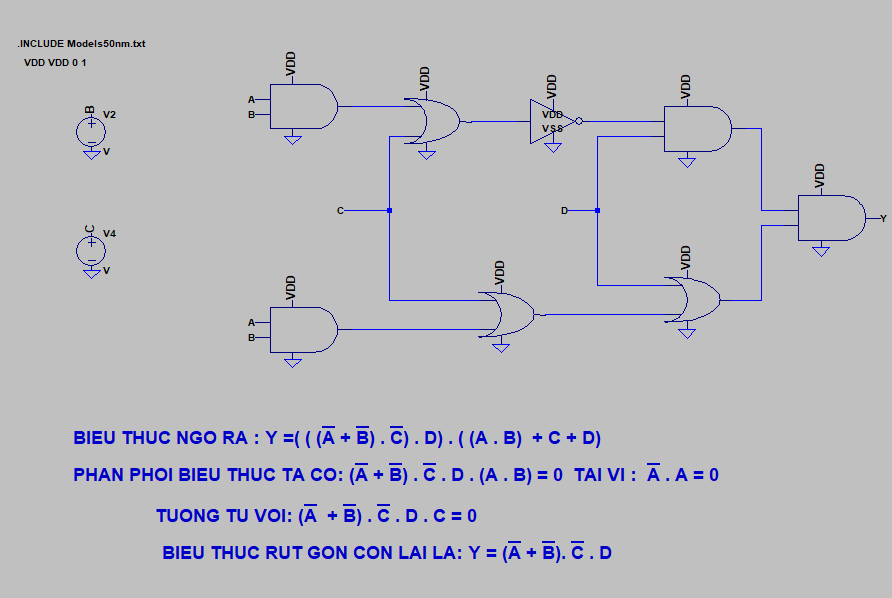 .INCLUDE Models50nm.txt
VDD VDD 0 1
B
V2
V
C
V4
V
VDD
A
B
VDD
VDD
VDD
VSS
VDD
C
D
VDD
Y
VDD
A
B
VDD
VDD
BIEU THUC NGO RA : Y =( ( (A̅ + B̅) . C̅) . D) . ( (A . B) + C + D)
PHAN PHOI BIEU THUC TA CO: (A̅ + B̅) . C̅ . D . (A . B) = 0 TAI VI : A̅ . A = 0
TUONG TU VOI: (A̅ + B̅) . C̅ . D . C = 0
BIEU THUC RUT GON CON LAI LA: Y = (A̅ + B̅). C̅ . D